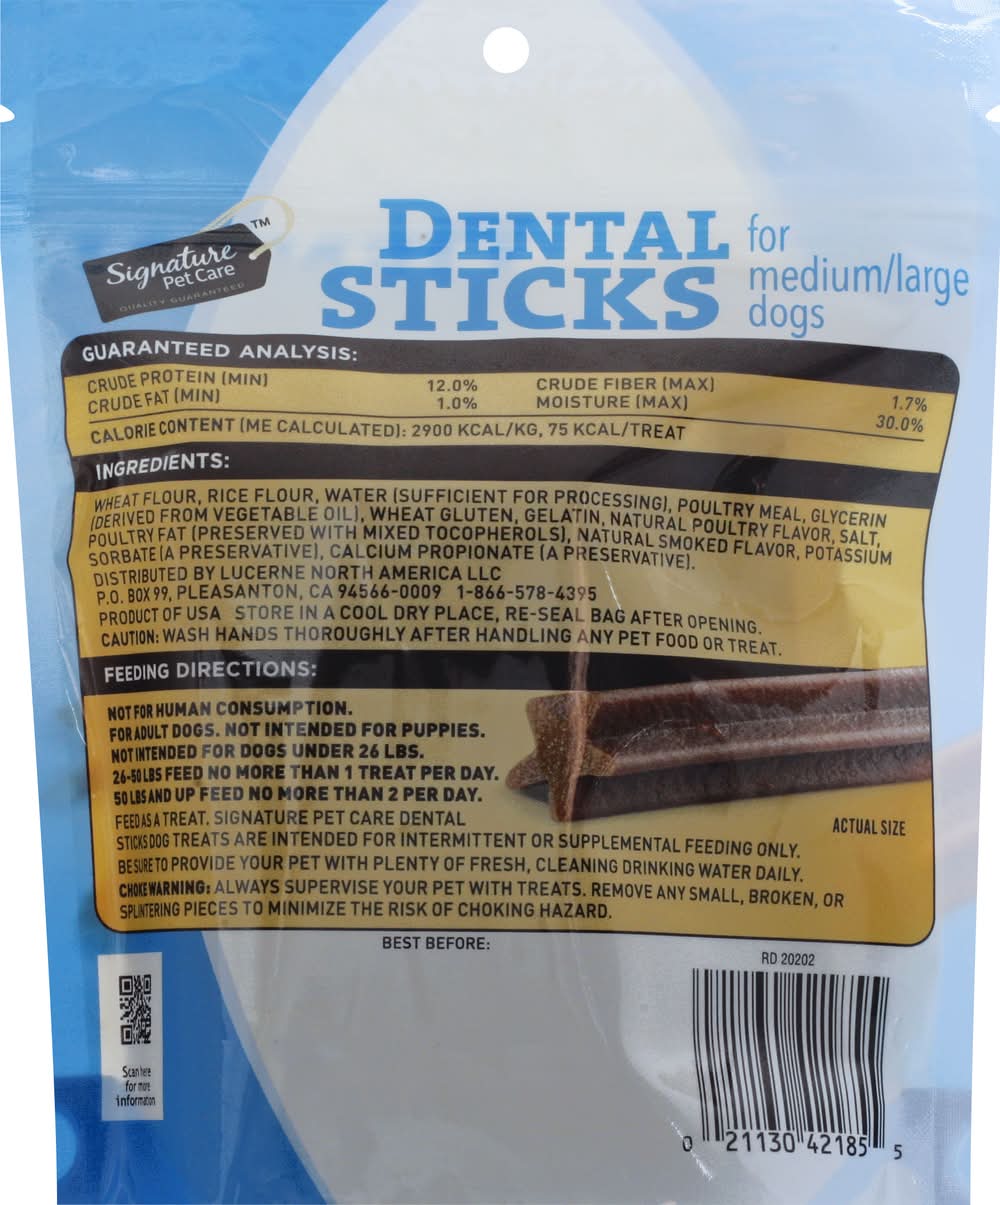 Signature
Pet Care
QUALITY GUARANTEED
TM
DENTAL
STICKS
for
medium/large
dogs
GUARANTEED ANALYSIS:
CRUDE PROTEIN (MIN) 12.0% CRUDE FIBER (MAX) 1.7%
CRUDE FAT (MIN) 1.0% MOISTURE (MAX) 30.0%
CALORIE CONTENT (ME CALCULATED): 2900 KCAL/KG, 75 KCAL/TREAT
INGREDIENTS:
WHEAT FLOUR, RICE FLOUR, WATER (SUFFICIENT FOR PROCESSING), POULTRY MEAL, GLYCERIN
(DERIVED FROM VEGETABLE OIL), WHEAT GLUTEN, GELATIN, NATURAL POULTRY FLAVOR, SALT,
POULTRY FAT (PRESERVED WITH MIXED TOCOPHEROLS), NATURAL SMOKED FLAVOR, POTASSIUM
SORBATE (A PRESERVATIVE), CALCIUM PROPIONATE (A PRESERVATIVE).
DISTRIBUTED BY LUCERNE NORTH AMERICA LLC
P.O. BOX 99, PLEASANTON, CA 94566-0009 1-866-578-4395
PRODUCT OF USA STORE IN A COOL DRY PLACE, RE-SEAL BAG AFTER OPENING.
CAUTION: WASH HANDS THOROUGHLY AFTER HANDLING ANY PET FOOD OR TREAT.
FEEDING DIRECTIONS:
NOT FOR HUMAN CONSUMPTION.
FOR ADULT DOGS. NOT INTENDED FOR PUPPIES.
NOT INTENDED FOR DOGS UNDER 26 LBS.
26-50 LBS FEED NO MORE THAN 1 TREAT PER DAY.
50 LBS AND UP FEED NO MORE THAN 2 PER DAY.
FEED AS A TREAT. SIGNATURE PET CARE DENTAL
STICKS DOG TREATS ARE INTENDED FOR INTERMITTENT OR SUPPLEMENTAL FEEDING ONLY.
BE SURE TO PROVIDE YOUR PET WITH PLENTY OF FRESH, CLEANING DRINKING WATER DAILY.
CHOKE WARNING: ALWAYS SUPERVISE YOUR PET WITH TREATS. REMOVE ANY SMALL, BROKEN, OR
SPLINTERING PIECES TO MINIMIZE THE RISK OF CHOKING HAZARD.
ACTUAL SIZE
BEST BEFORE:
RD 20202
Scan here
for more
information
0 21130 42185 5